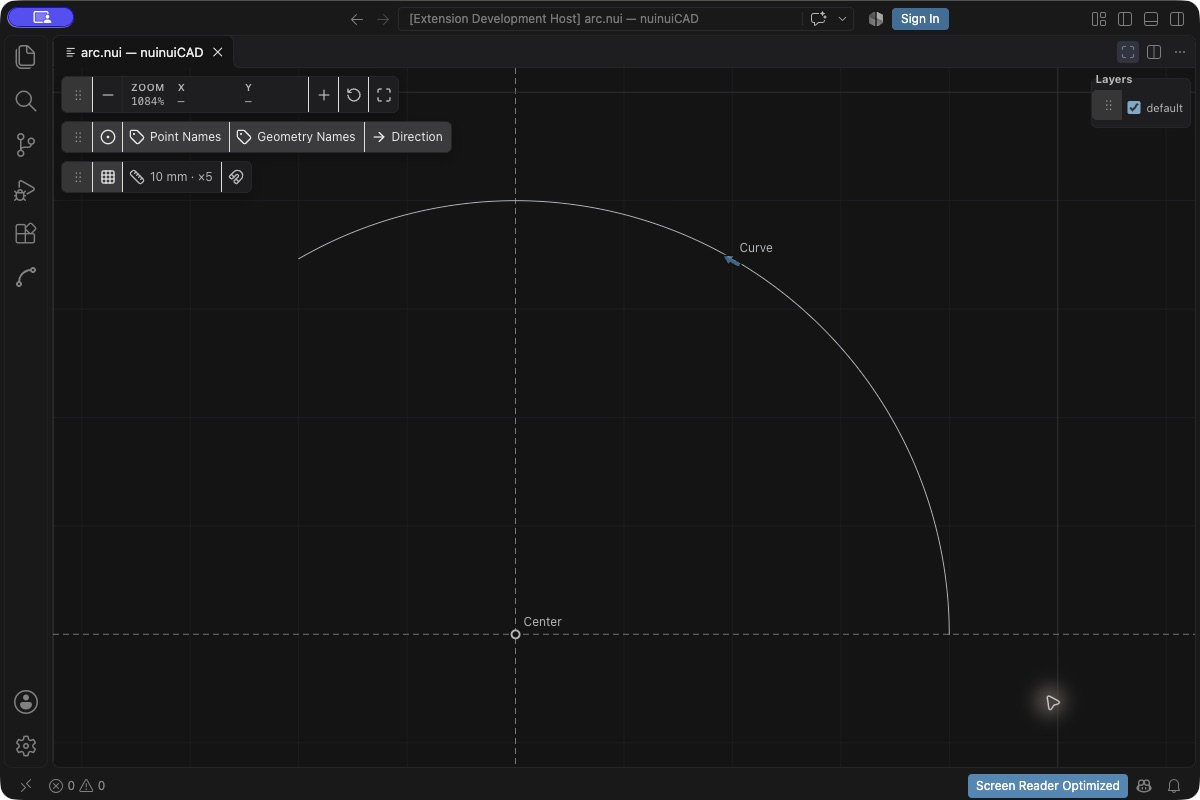 [Extension Development Host] arc.nui — nuinuiCAD
Sign In
arc.nui — nuinuiCAD
ZOOM X Y
1084% — —
Layers
default
Point Names Geometry Names Direction
10 mm · ×5
Curve
Center
0 0
Screen Reader Optimized